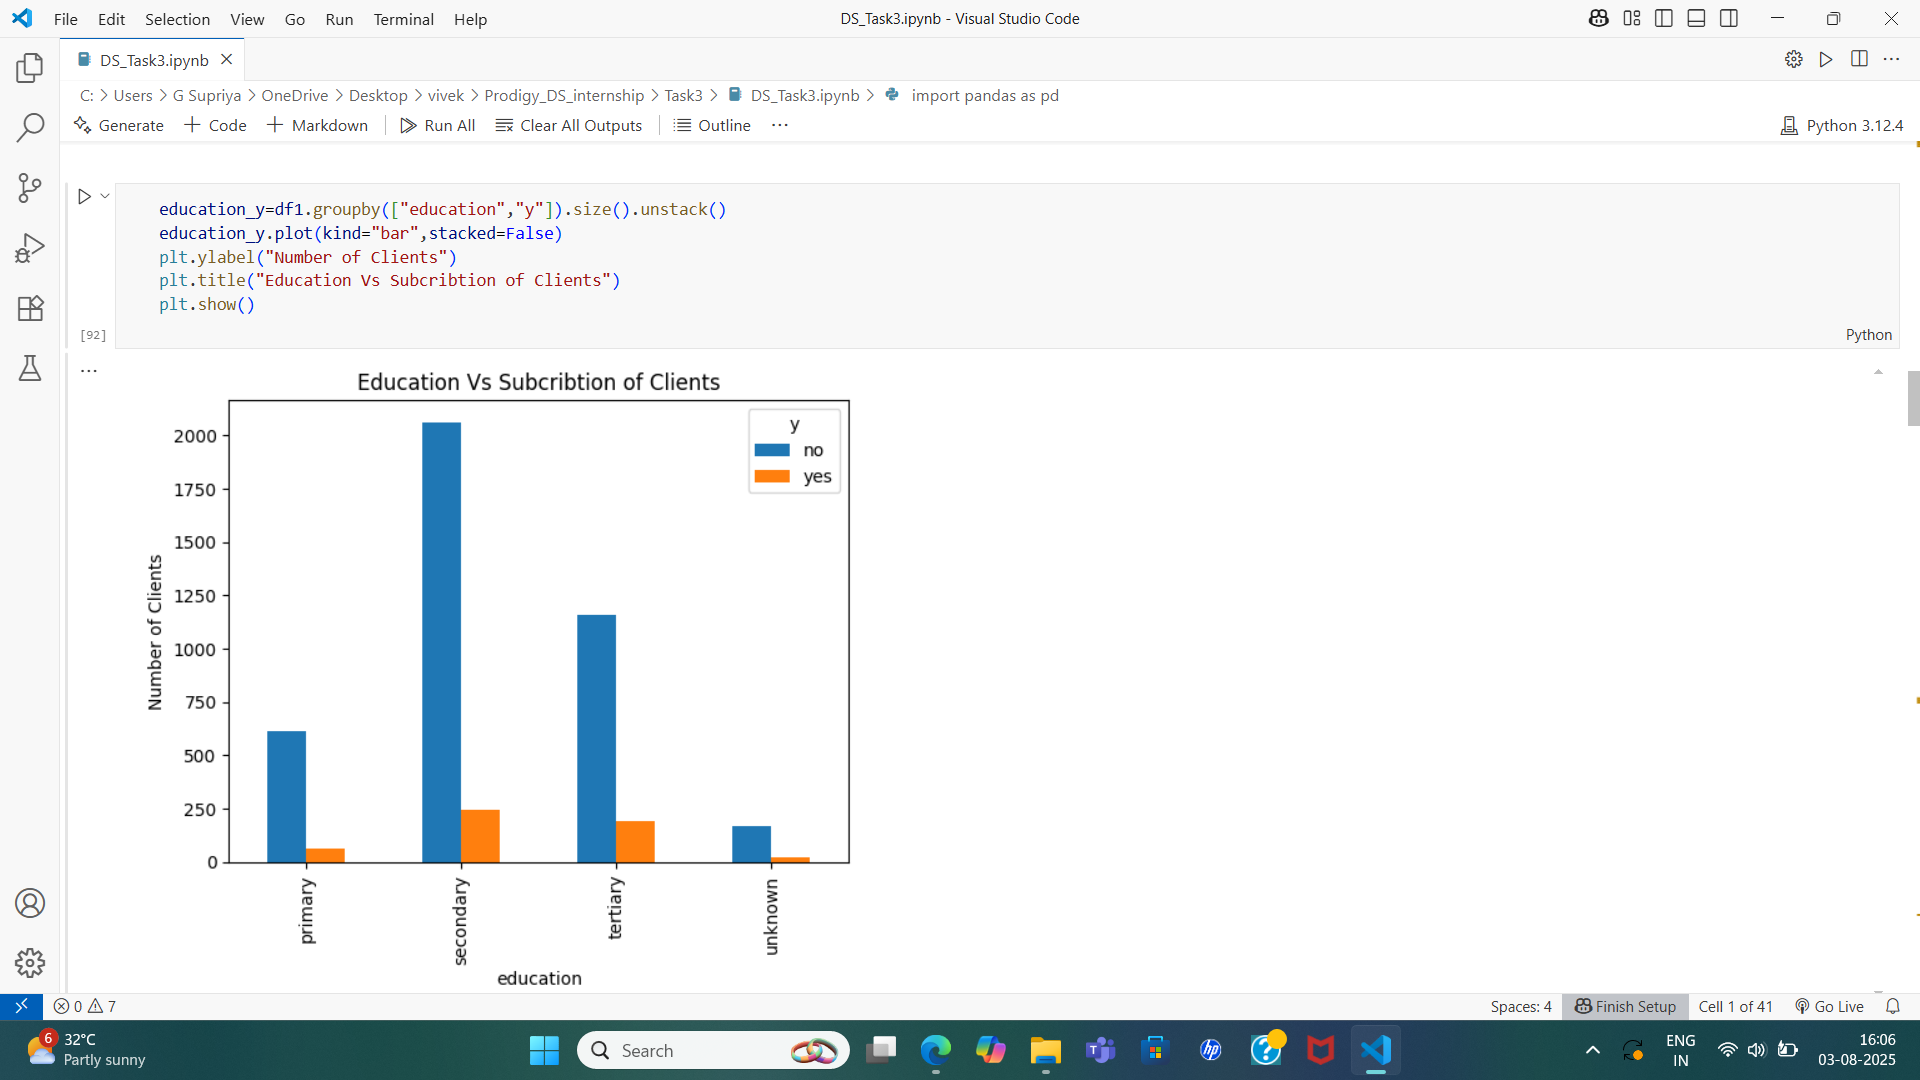 File Edit Selection View Go Run Terminal Help
DS_Task3.ipynb - Visual Studio Code
DS_Task3.ipynb
C: > Users > G Supriya > OneDrive > Desktop > vivek > Prodigy_DS_internship > Task3 > DS_Task3.ipynb > import pandas as pd
Generate + Code + Markdown Run All Clear All Outputs Outline ...
Python 3.12.4
education_y=df1.groupby(["education","y"]).size().unstack()
education_y.plot(kind="bar",stacked=False)
plt.ylabel("Number of Clients")
plt.title("Education Vs Subcribtion of Clients")
plt.show()
[92]
Python
...
Education Vs Subcribtion of Clients
y
no
yes
2000
1750
1500
1250
1000
750
500
250
0
Number of Clients
primary
secondary
tertiary
unknown
education
0 7
Spaces: 4 Finish Setup Cell 1 of 41 Go Live
6
32°C
Partly sunny
Search
hp
ENG
IN
16:06
03-08-2025